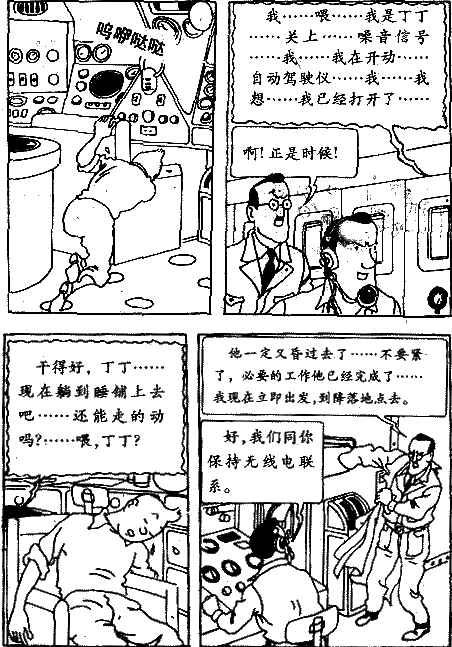 呜咿哒哒
我……喂……我是丁丁
……关上……噪音信号
……我……我在开动……
自动驾驶仪……我……我
想……我已经打开了……
啊!正是时候!
干得好，丁丁……
现在躺到睡铺上去
吧……还能走的动
吗?……喂,丁丁?
他一定又昏过去了……不要紧
了，必要的工作他已经完成了……
我现在立即出发,到降落地点去。
好,我们同你
保持无线电联
系。